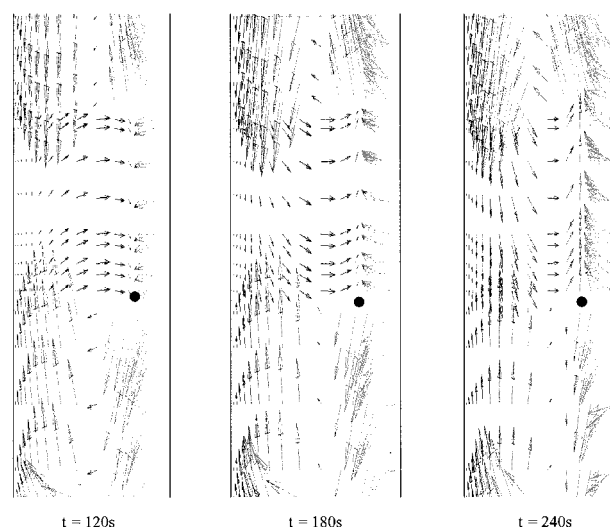 t = 120s
t = 180s
t = 240s